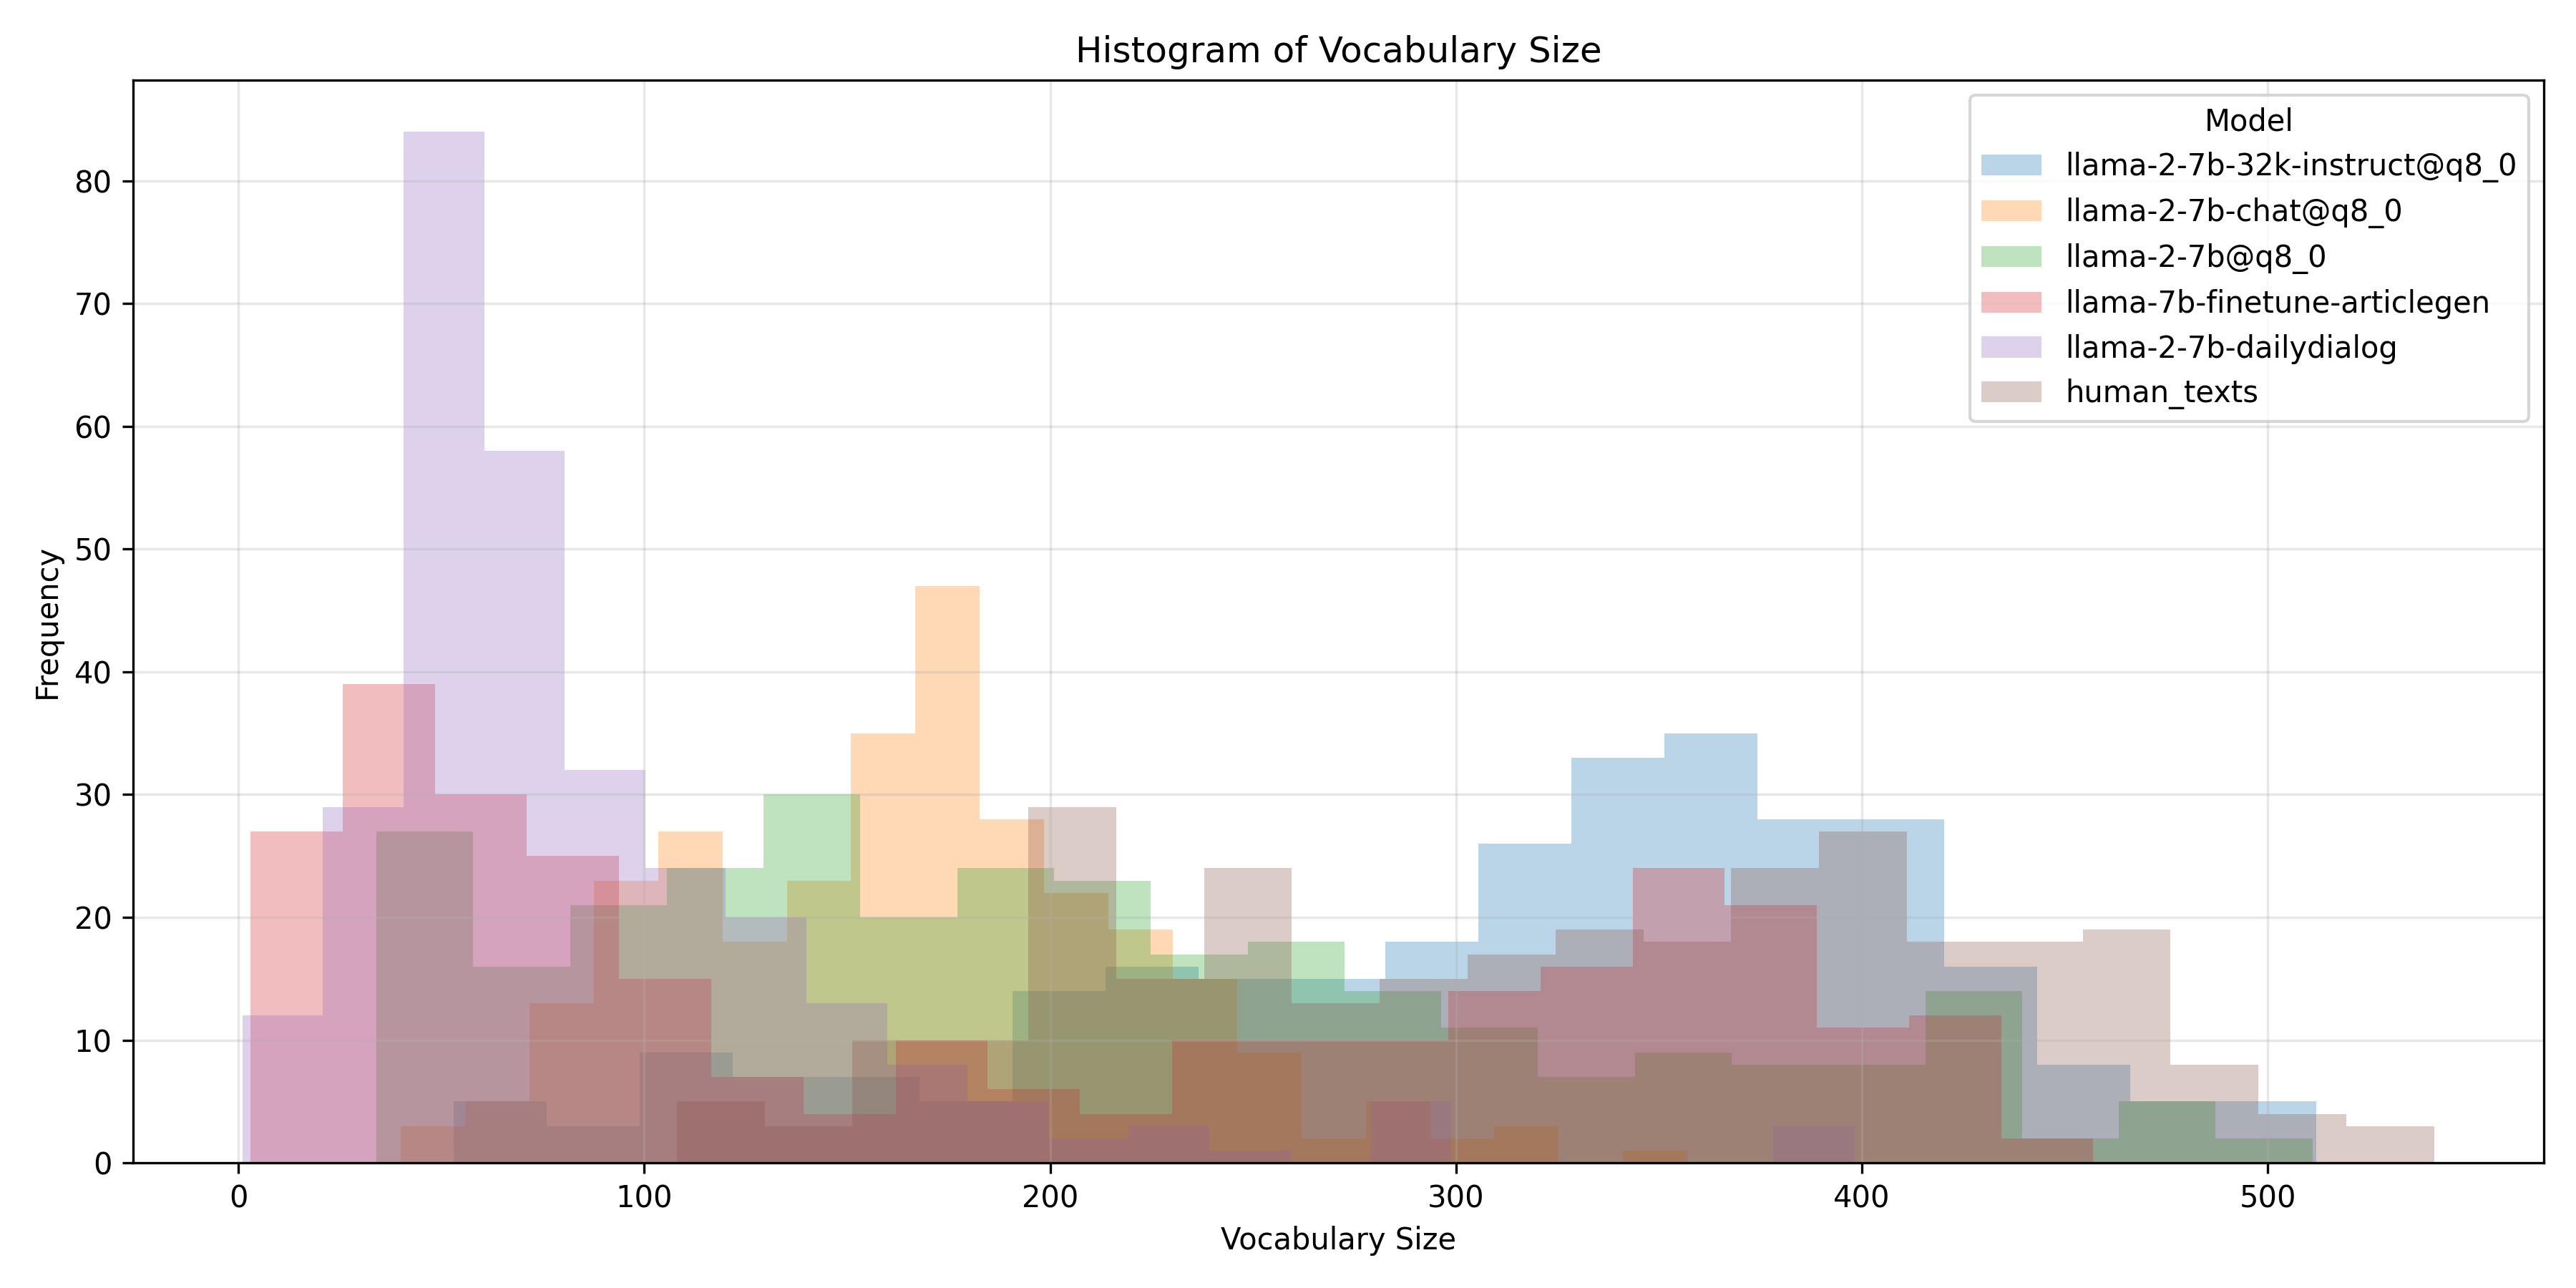 Histogram of Vocabulary Size
Model
llama-2-7b-32k-instruct@q8_0
llama-2-7b-chat@q8_0
llama-2-7b@q8_0
llama-7b-finetune-articlegen
llama-2-7b-dailydialog
human_texts
Frequency
80
70
60
50
40
30
20
10
0
0 100 200 300 400 500
Vocabulary Size